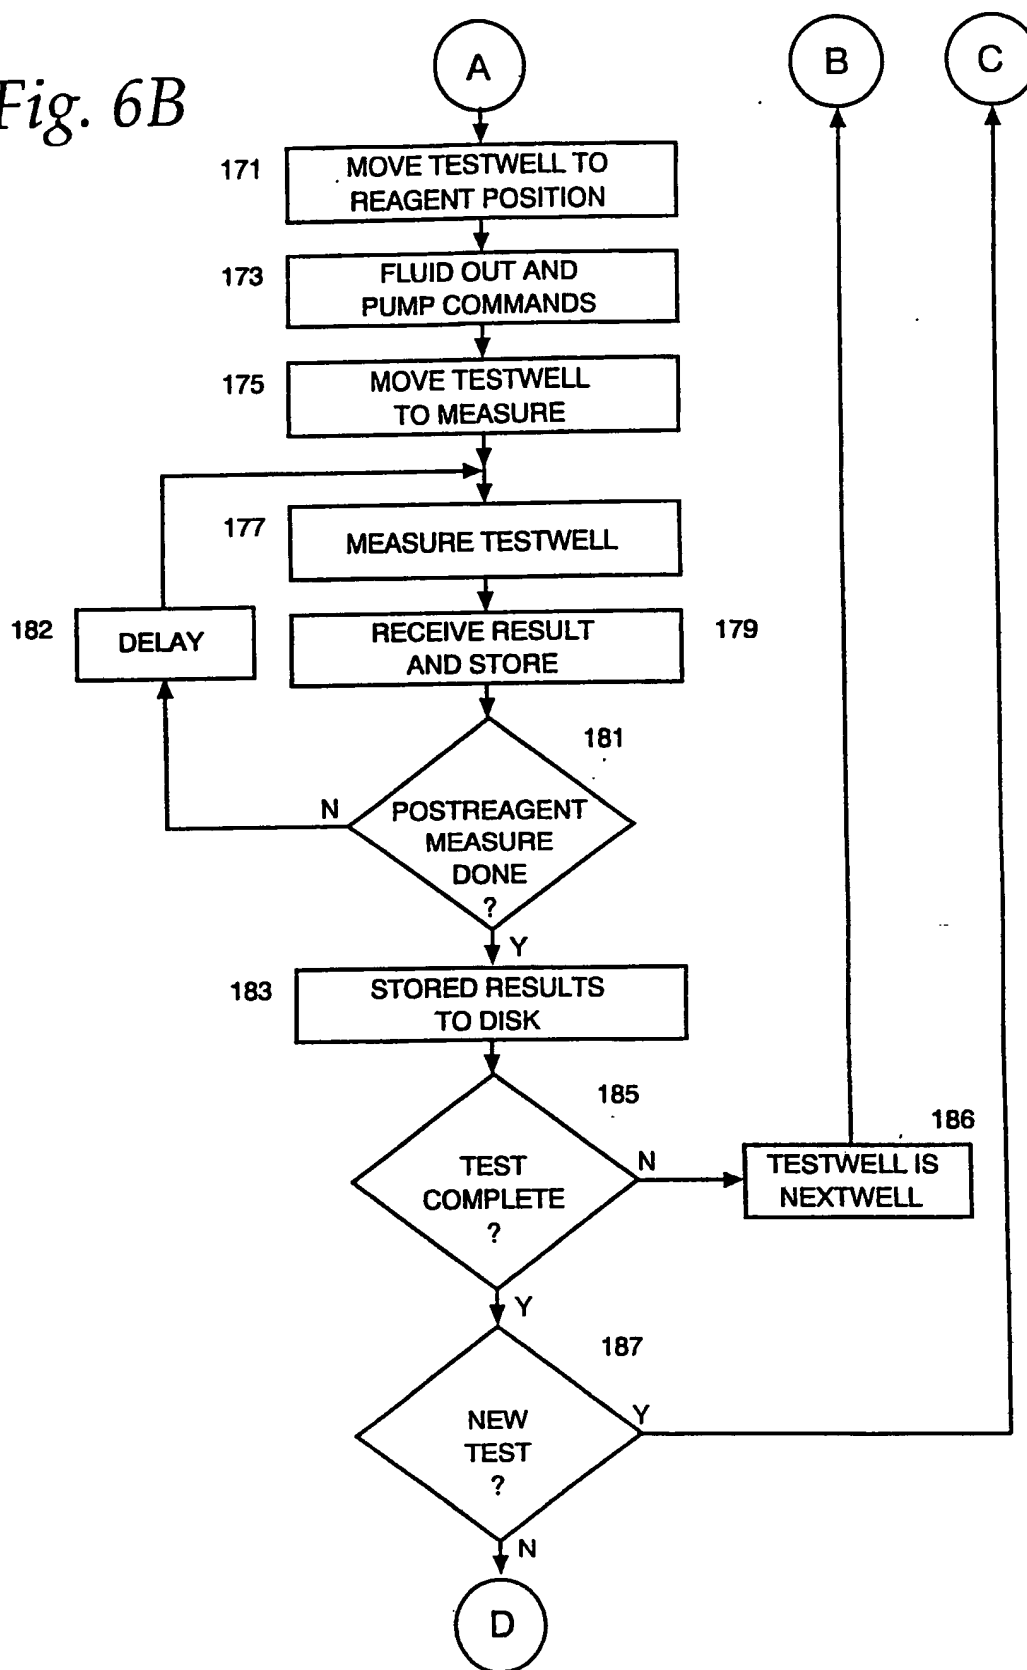 Fig. 6B
A
B
C
171
MOVE TESTWELL TO
REAGENT POSITION
173
FLUID OUT AND
PUMP COMMANDS
175
MOVE TESTWELL
TO MEASURE
177
MEASURE TESTWELL
182
DELAY
RECEIVE RESULT
AND STORE
179
181
N
POSTREAGENT
MEASURE
DONE
?
Y
183
STORED RESULTS
TO DISK
185
TEST
COMPLETE
?
N
186
TESTWELL IS
NEXTWELL
Y
187
NEW
TEST
?
Y
N
D